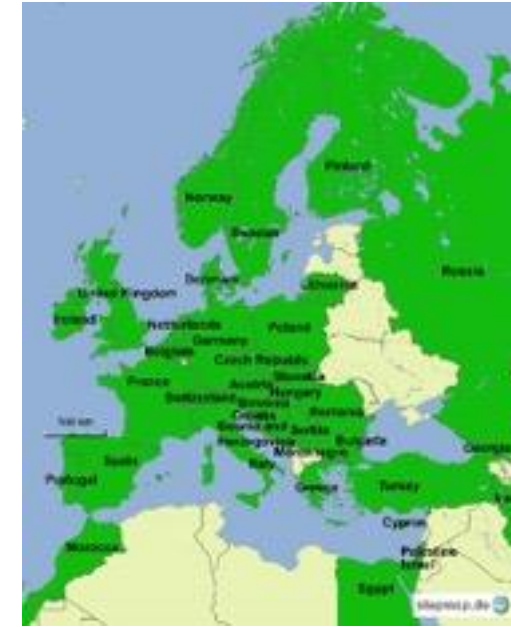 Finland
Norway
Sweden
Russia
Denmark
Lithuania
United Kingdom
Ireland
Netherlands
Poland
Germany
Belgium
Czech Republic
Slovakia
France
Austria
Hungary
Switzerland
Slovenia
Croatia
Romania
Bosnia and
Serbia
Herzegovina
Bulgaria
Montenegro
Georgia
Italy
Spain
Portugal
Greece
Turkey
Cyprus
Morocco
Palestine
Israel
Egypt
stepmap.de